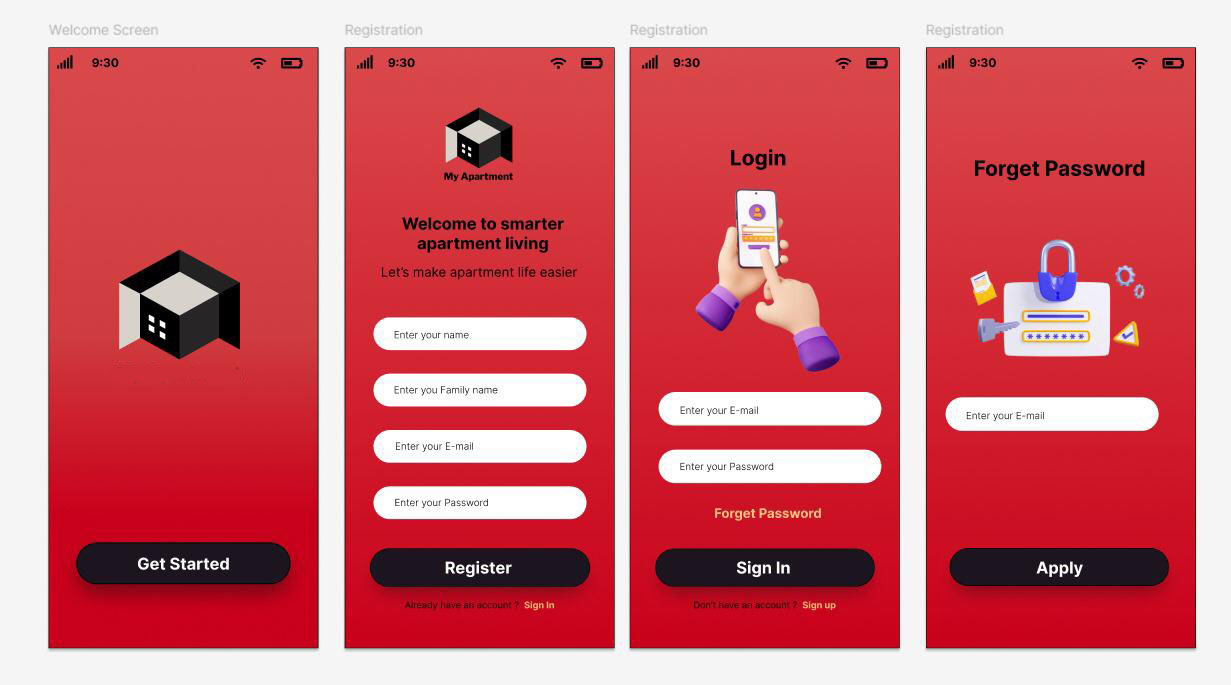 Welcome Screen
9:30
Get Started
Registration
9:30
My Apartment
Welcome to smarter
apartment living
Let's make apartment life easier
Enter your name
Enter you Family name
Enter your E-mail
Enter your Password
Register
Already have an account ? Sign In
Registration
9:30
Login
Enter your E-mail
Enter your Password
Forget Password
Sign In
Don't have an account ? Sign up
Registration
9:30
Forget Password
Enter your E-mail
Apply